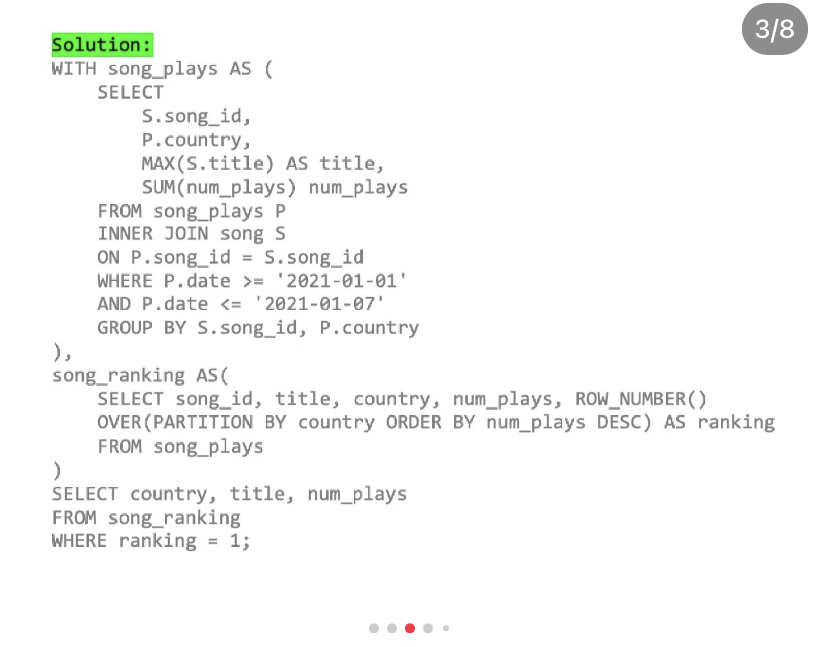 3/8
Solution:
WITH song_plays AS (
SELECT
S.song_id,
P.country,
MAX(S.title) AS title,
SUM(num_plays) num_plays
FROM song_plays P
INNER JOIN song S
ON P.song_id = S.song_id
WHERE P.date >= '2021-01-01'
AND P.date <= '2021-01-07'
GROUP BY S.song_id, P.country
),
song_ranking AS(
SELECT song_id, title, country, num_plays, ROW_NUMBER()
OVER(PARTITION BY country ORDER BY num_plays DESC) AS ranking
FROM song_plays
)
SELECT country, title, num_plays
FROM song_ranking
WHERE ranking = 1;